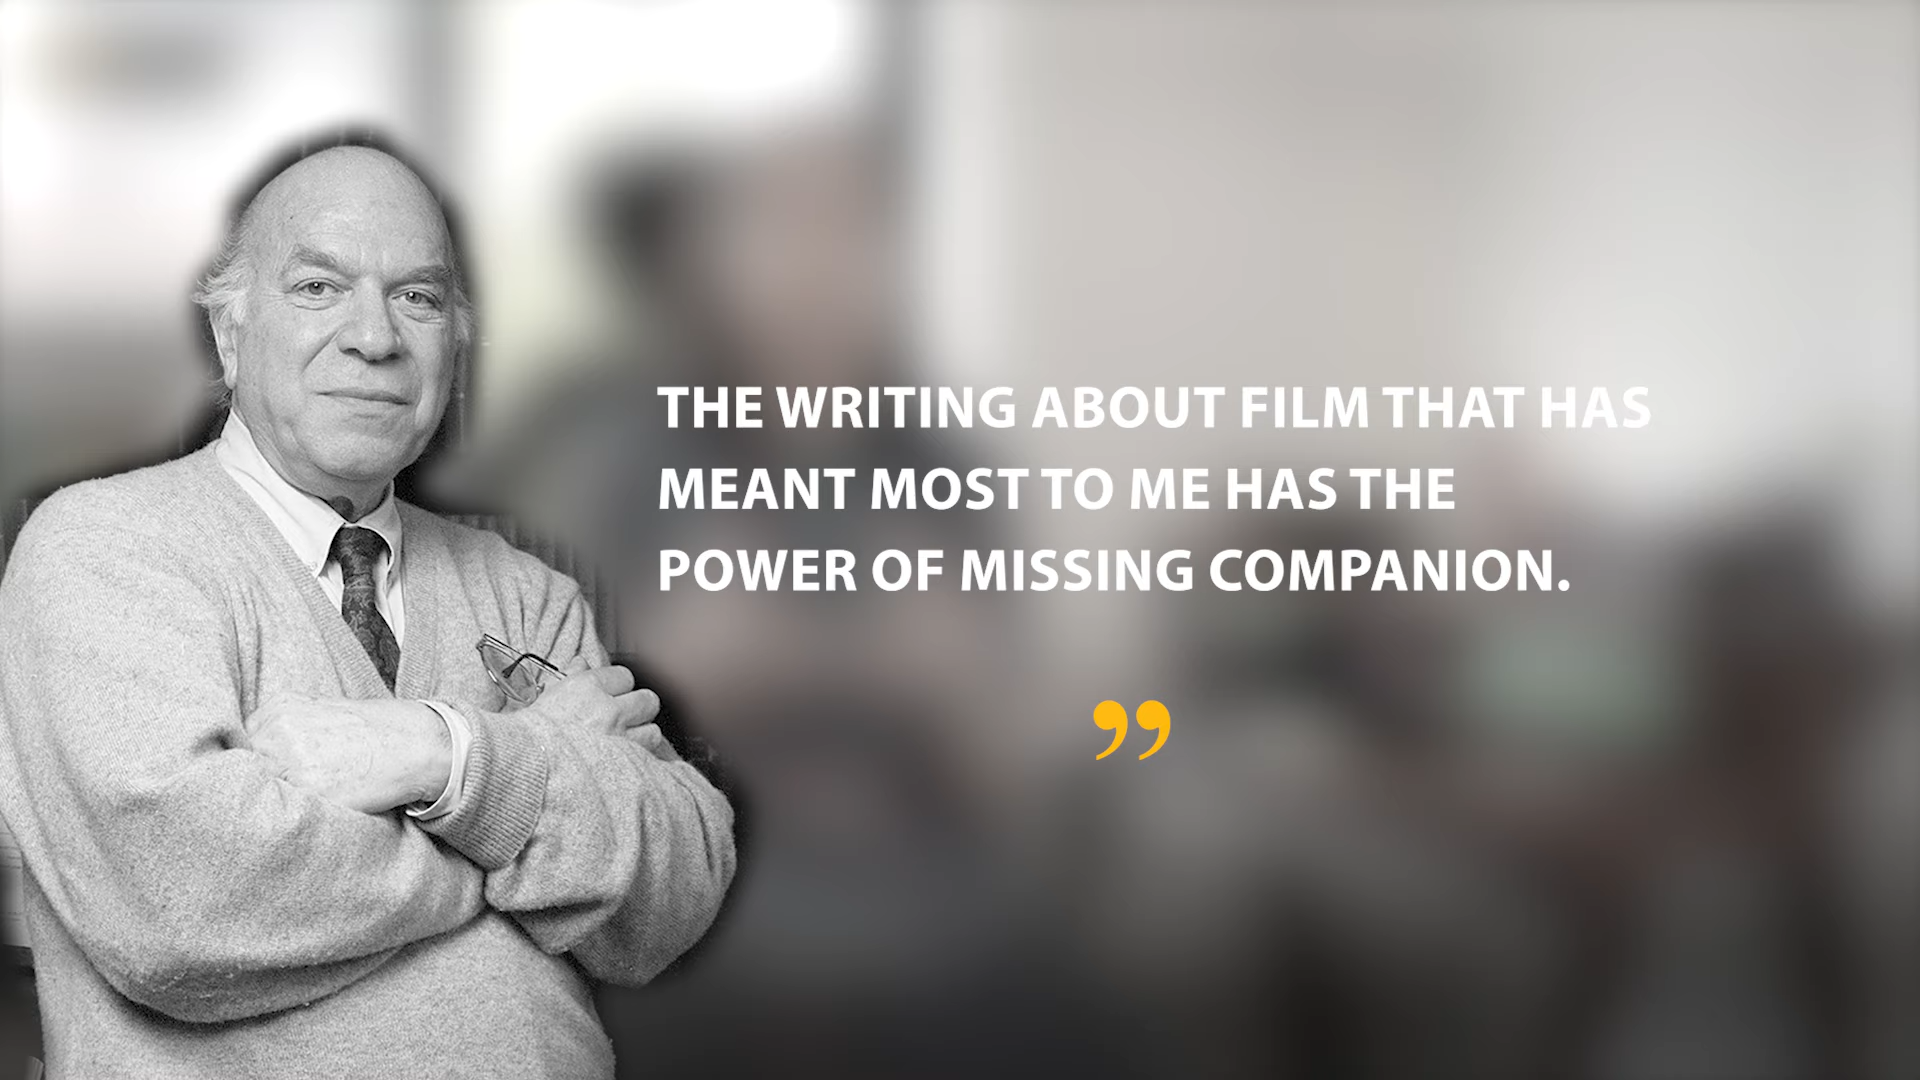 THE WRITING ABOUT FILM THAT HAS
MEANT MOST TO ME HAS THE
POWER OF MISSING COMPANION.
”